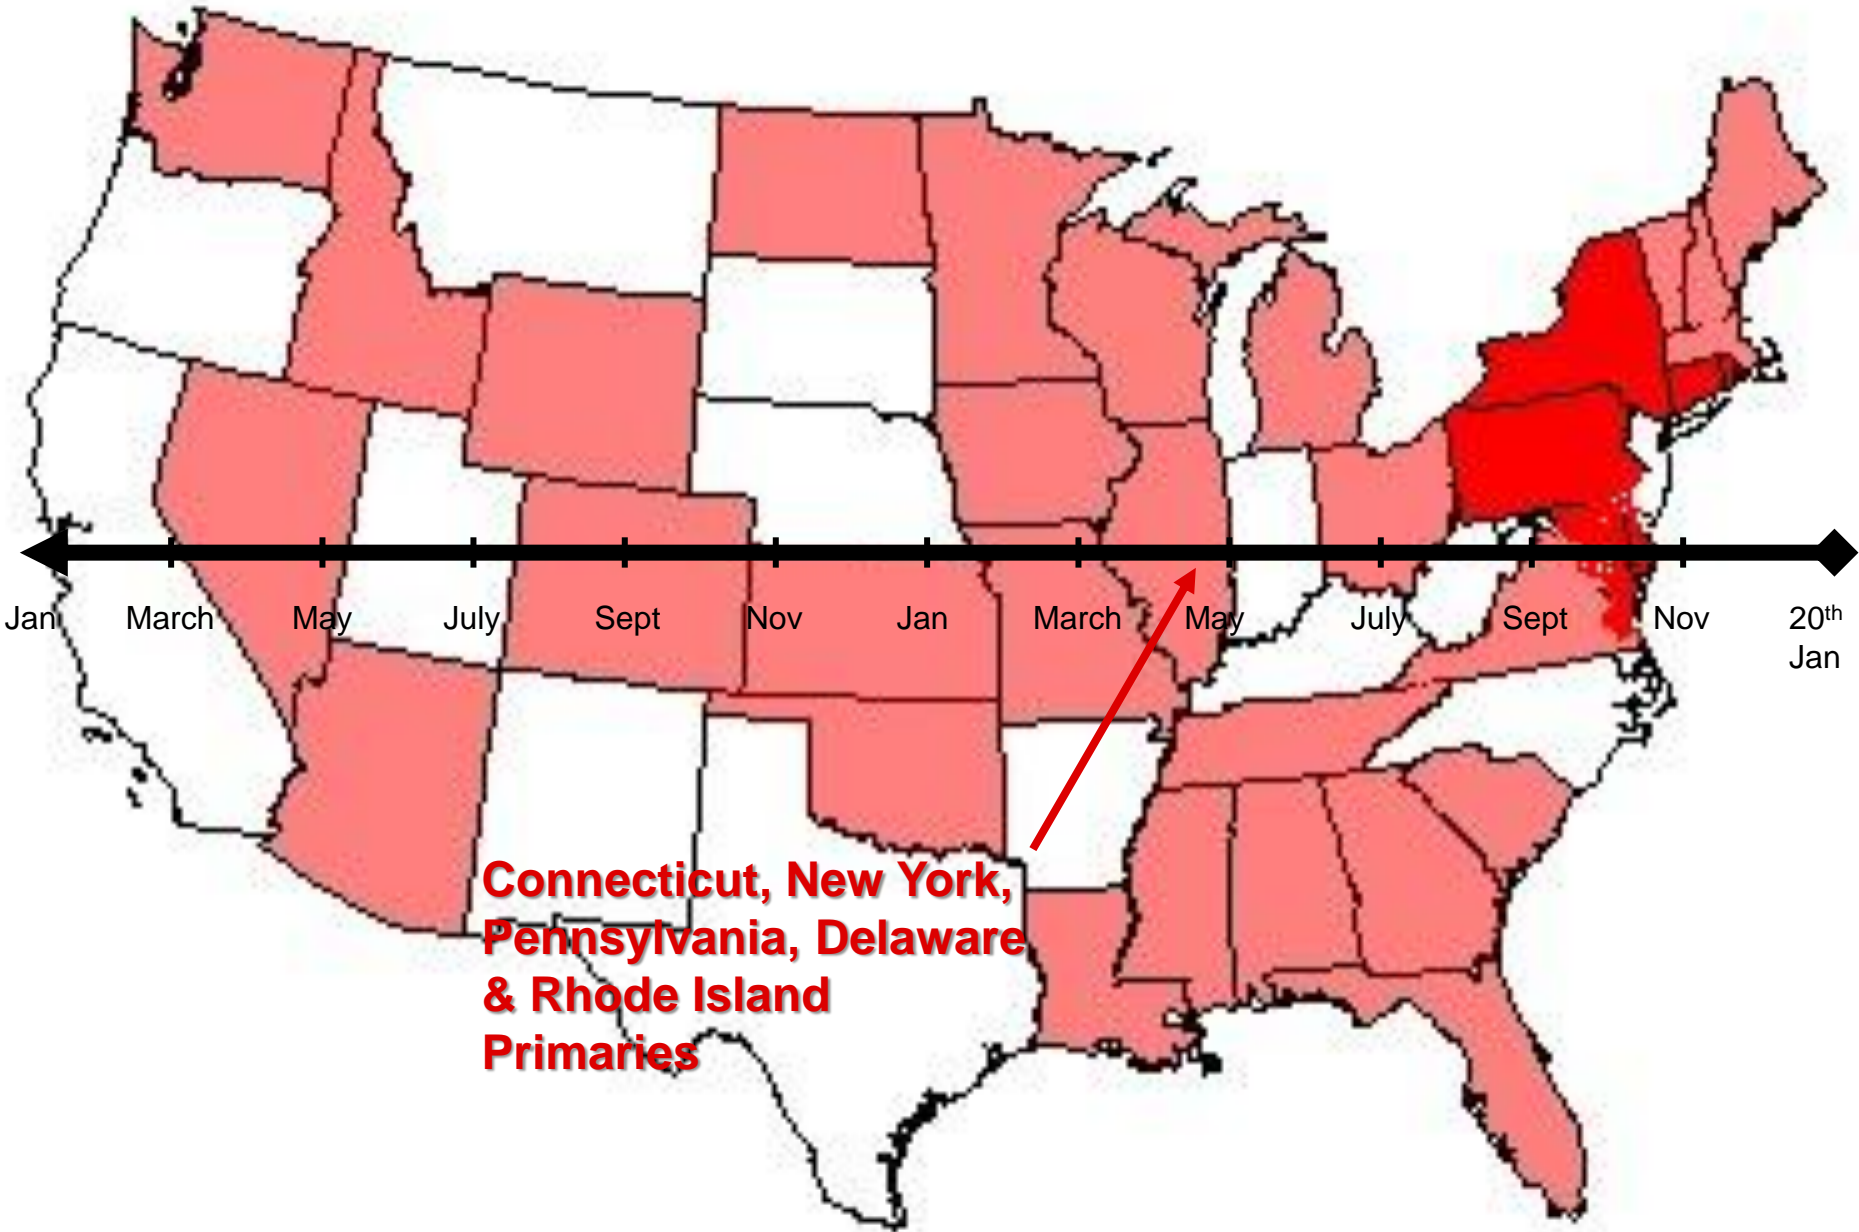 Jan March May July Sept Nov Jan March May July Sept Nov 20th
Jan
Connecticut, New York,
Pennsylvania, Delaware
& Rhode Island
Primaries